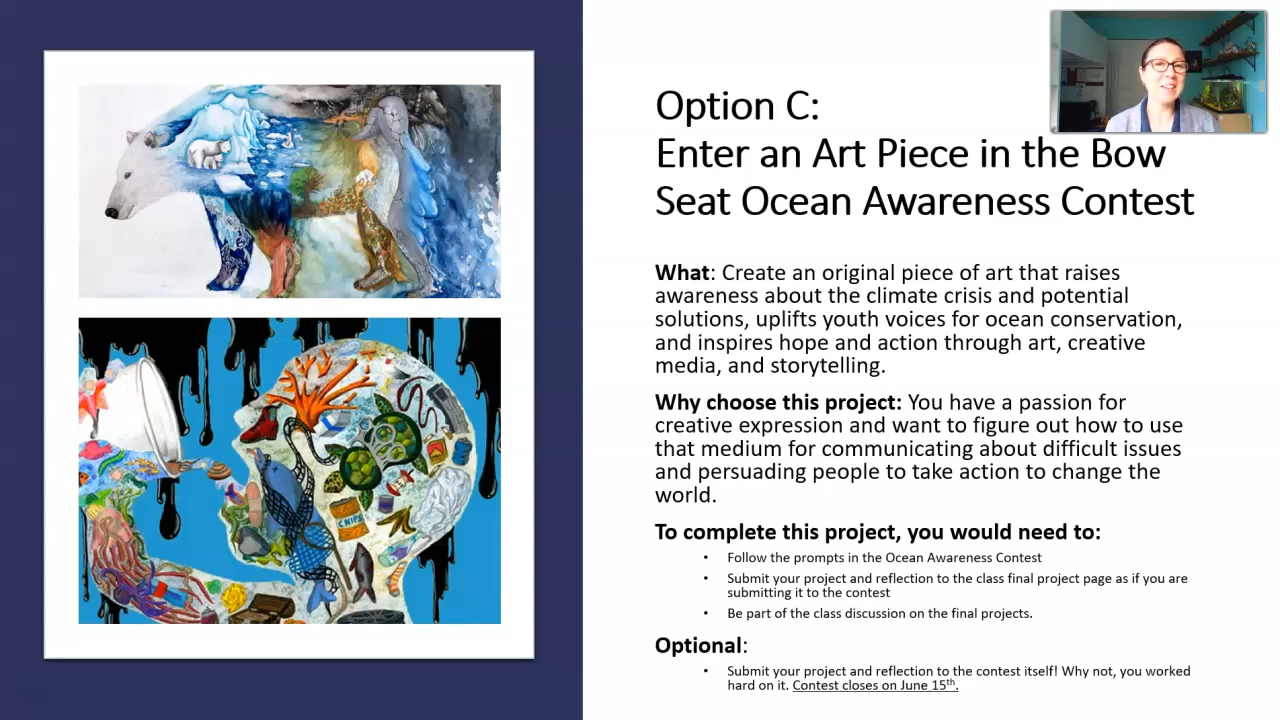 Option C:
Enter an Art Piece in the Bow
Seat Ocean Awareness Contest
What: Create an original piece of art that raises
awareness about the climate crisis and potential
solutions, uplifts youth voices for ocean conservation,
and inspires hope and action through art, creative
media, and storytelling.
Why choose this project: You have a passion for
creative expression and want to figure out how to use
that medium for communicating about difficult issues
and persuading people to take action to change the
world.
To complete this project, you would need to:
• Follow the prompts in the Ocean Awareness Contest
• Submit your project and reflection to the class final project page as if you are
submitting it to the contest
• Be part of the class discussion on the final projects.
Optional:
• Submit your project and reflection to the contest itself! Why not, you worked
hard on it. Contest closes on June 15th.
CHIPS